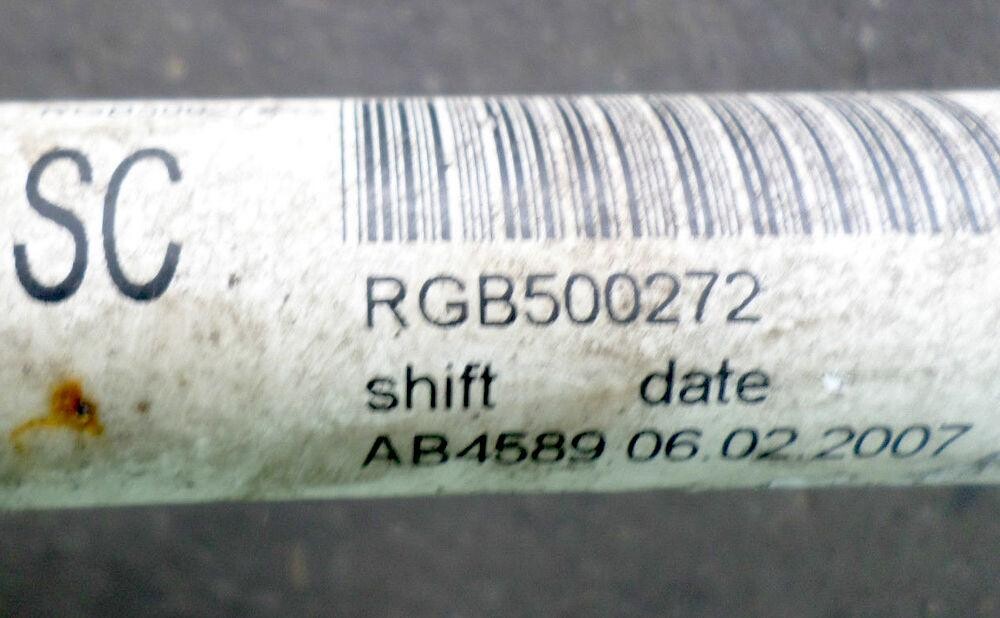 SC
RGB500272
shift date
AB4589 06.02.2007